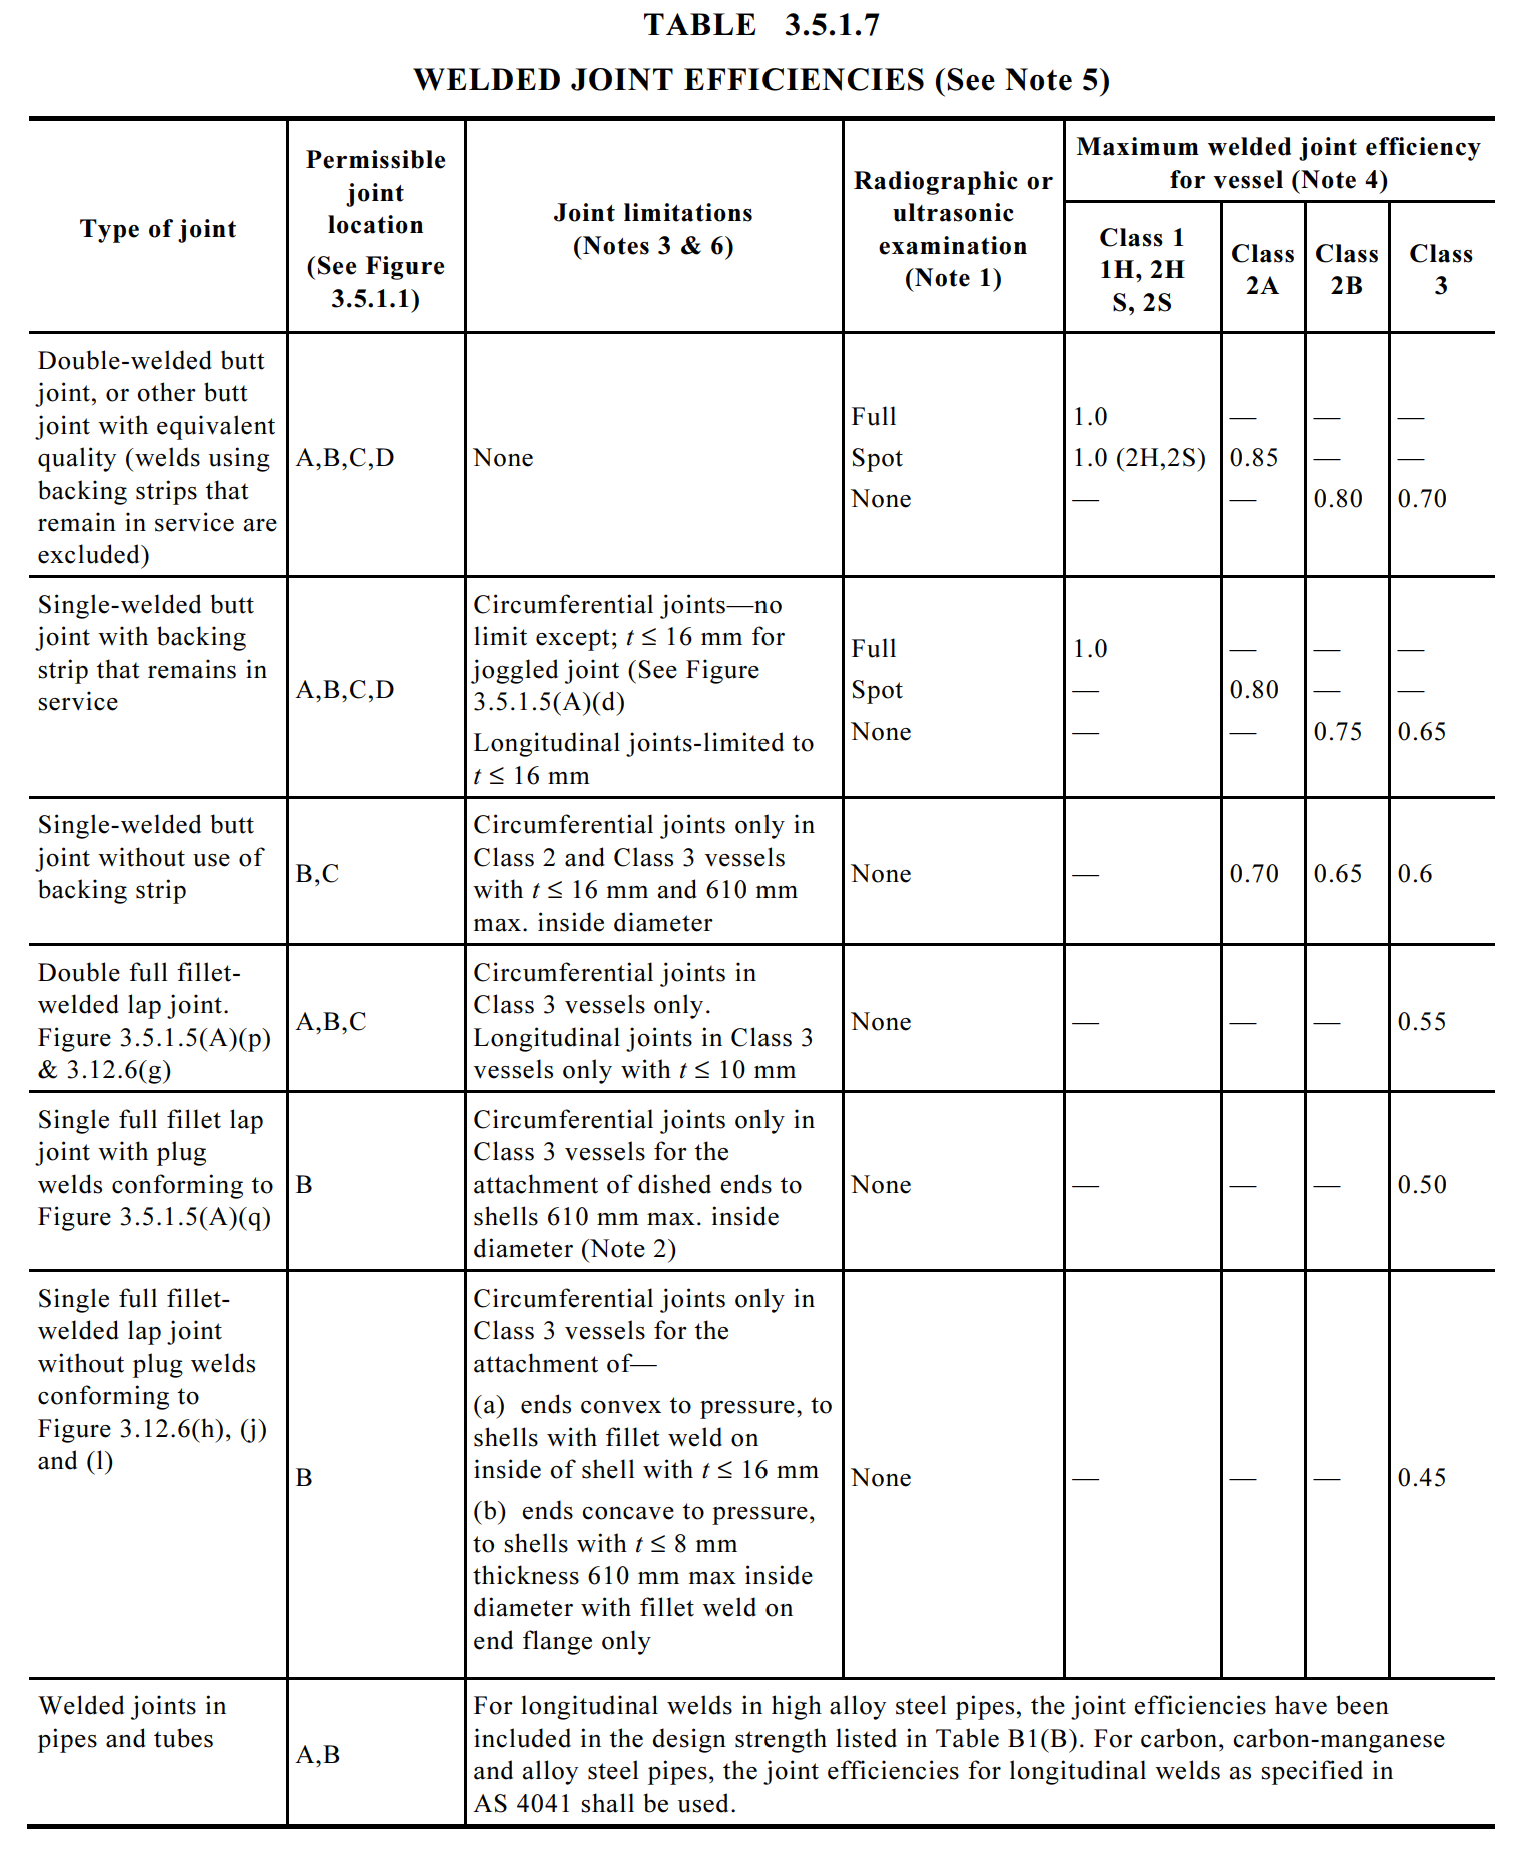 TABLE 3.5.1.7
WELDED JOINT EFFICIENCIES (See Note 5)
Type of joint
Permissible
joint
location
(See Figure
3.5.1.1)
Joint limitations
(Notes 3 & 6)
Radiographic or
ultrasonic
examination
(Note 1)
Maximum welded joint efficiency
for vessel (Note 4)
Class 1
1H, 2H
S, 2S
Class
2A
Class
2B
Class
3
Double-welded butt
joint, or other butt
joint with equivalent
quality (welds using
backing strips that
remain in service are
excluded)
A,B,C,D
None
Full 1.0 — — —
Spot 1.0 (2H,2S) 0.85 — —
None — — 0.80 0.70
Single-welded butt
joint with backing
strip that remains in
service
A,B,C,D
Circumferential joints—no
limit except; t ≤ 16 mm for
joggled joint (See Figure
3.5.1.5(A)(d)
Longitudinal joints-limited to
t ≤ 16 mm
Full 1.0 — — —
Spot — 0.80 — —
None — — 0.75 0.65
Single-welded butt
joint without use of
backing strip
B,C
Circumferential joints only in
Class 2 and Class 3 vessels
with t ≤ 16 mm and 610 mm
max. inside diameter
None — 0.70 0.65 0.6
Double full fillet-
welded lap joint.
Figure 3.5.1.5(A)(p)
& 3.12.6(g)
A,B,C
Circumferential joints in
Class 3 vessels only.
Longitudinal joints in Class 3
vessels only with t ≤ 10 mm
None — — — 0.55
Single full fillet lap
joint with plug
welds conforming to
Figure 3.5.1.5(A)(q)
B
Circumferential joints only in
Class 3 vessels for the
attachment of dished ends to
shells 610 mm max. inside
diameter (Note 2)
None — — — 0.50
Single full fillet-
welded lap joint
without plug welds
conforming to
Figure 3.12.6(h), (j)
and (l)
B
Circumferential joints only in
Class 3 vessels for the
attachment of—
(a) ends convex to pressure, to
shells with fillet weld on
inside of shell with t ≤ 16 mm
(b) ends concave to pressure,
to shells with t ≤ 8 mm
thickness 610 mm max inside
diameter with fillet weld on
end flange only
None — — — 0.45
Welded joints in
pipes and tubes
A,B
For longitudinal welds in high alloy steel pipes, the joint efficiencies have been
included in the design strength listed in Table B1(B). For carbon, carbon-manganese
and alloy steel pipes, the joint efficiencies for longitudinal welds as specified in
AS 4041 shall be used.